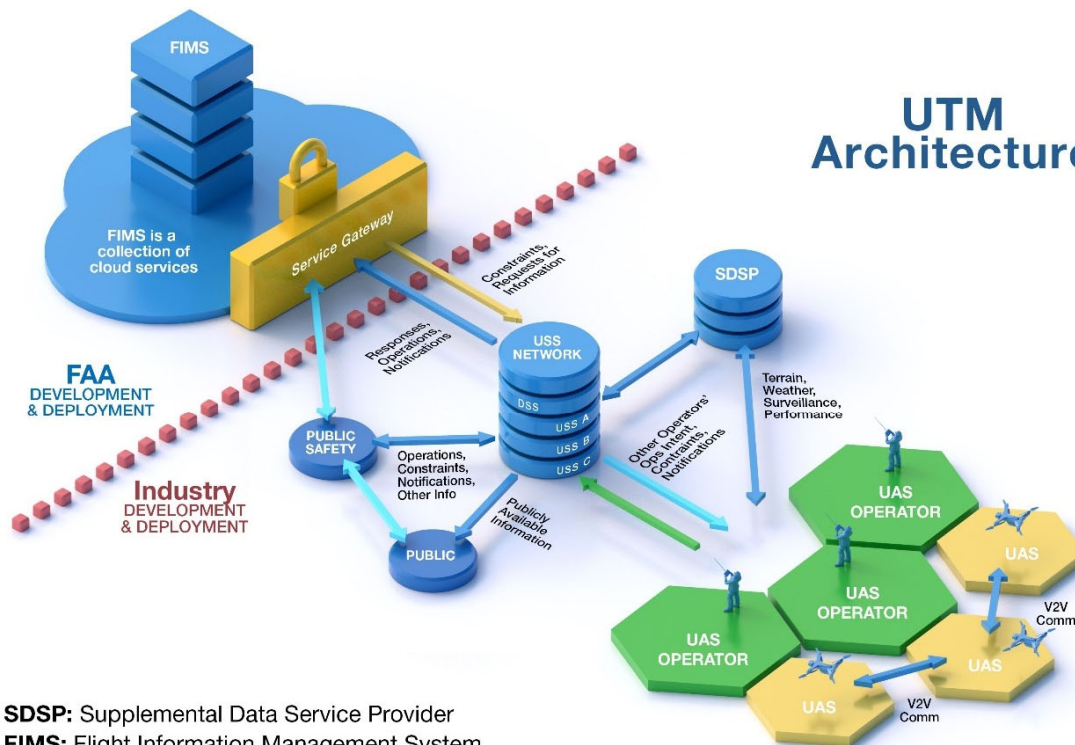 FIMS
UTM
Architecture
FIMS is a
collection of
cloud services
Service Gateway
Constraints,
Requests for
Information
SDSP
Responses,
Operations,
Notifications
USS
NETWORK
DSS
USS A
USS B
USS C
FAA
DEVELOPMENT
& DEPLOYMENT
Terrain,
Weather,
Surveillance,
Performance
PUBLIC
SAFETY
Operations,
Constraints,
Notifications,
Other Info
Other Operators'
Ops Intent,
Contraints,
Notifications
Industry
DEVELOPMENT
& DEPLOYMENT
Publicly
Available
Information
PUBLIC
UAS
OPERATOR
UAS
UAS
OPERATOR
V2V
Comm
UAS
OPERATOR
UAS
UAS
V2V
Comm
SDSP: Supplemental Data Service Provider
FIMS: Flight Information Management System